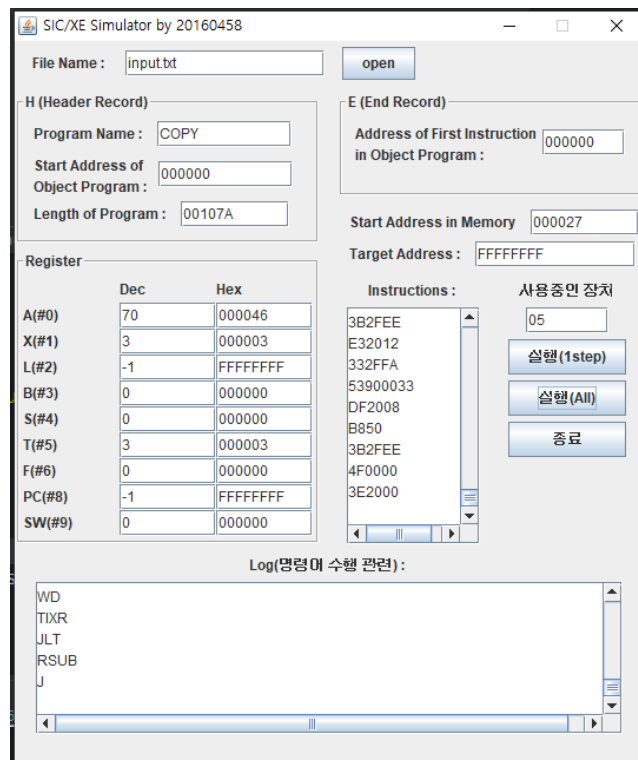 SIC/XE Simulator by 20160458
File Name : input.txt open
H (Header Record)
Program Name : COPY
Start Address of
Object Program : 000000
Length of Program : 00107A
E (End Record)
Address of First Instruction
in Object Program : 000000
Start Address in Memory 000027
Target Address : FFFFFFFF
Register
Dec Hex
A(#0) 70 000046
X(#1) 3 000003
L(#2) -1 FFFFFFFF
B(#3) 0 000000
S(#4) 0 000000
T(#5) 3 000003
F(#6) 0 000000
PC(#8) -1 FFFFFFFF
SW(#9) 0 000000
Instructions :
3B2FEE
E32012
332FFA
53900033
DF2008
B850
3B2FEE
4F0000
3E2000
사용중인 장치
05
실행(1step)
실행(All)
종료
Log(명령어 수행 관련) :
WD
TIXR
JLT
RSUB
J